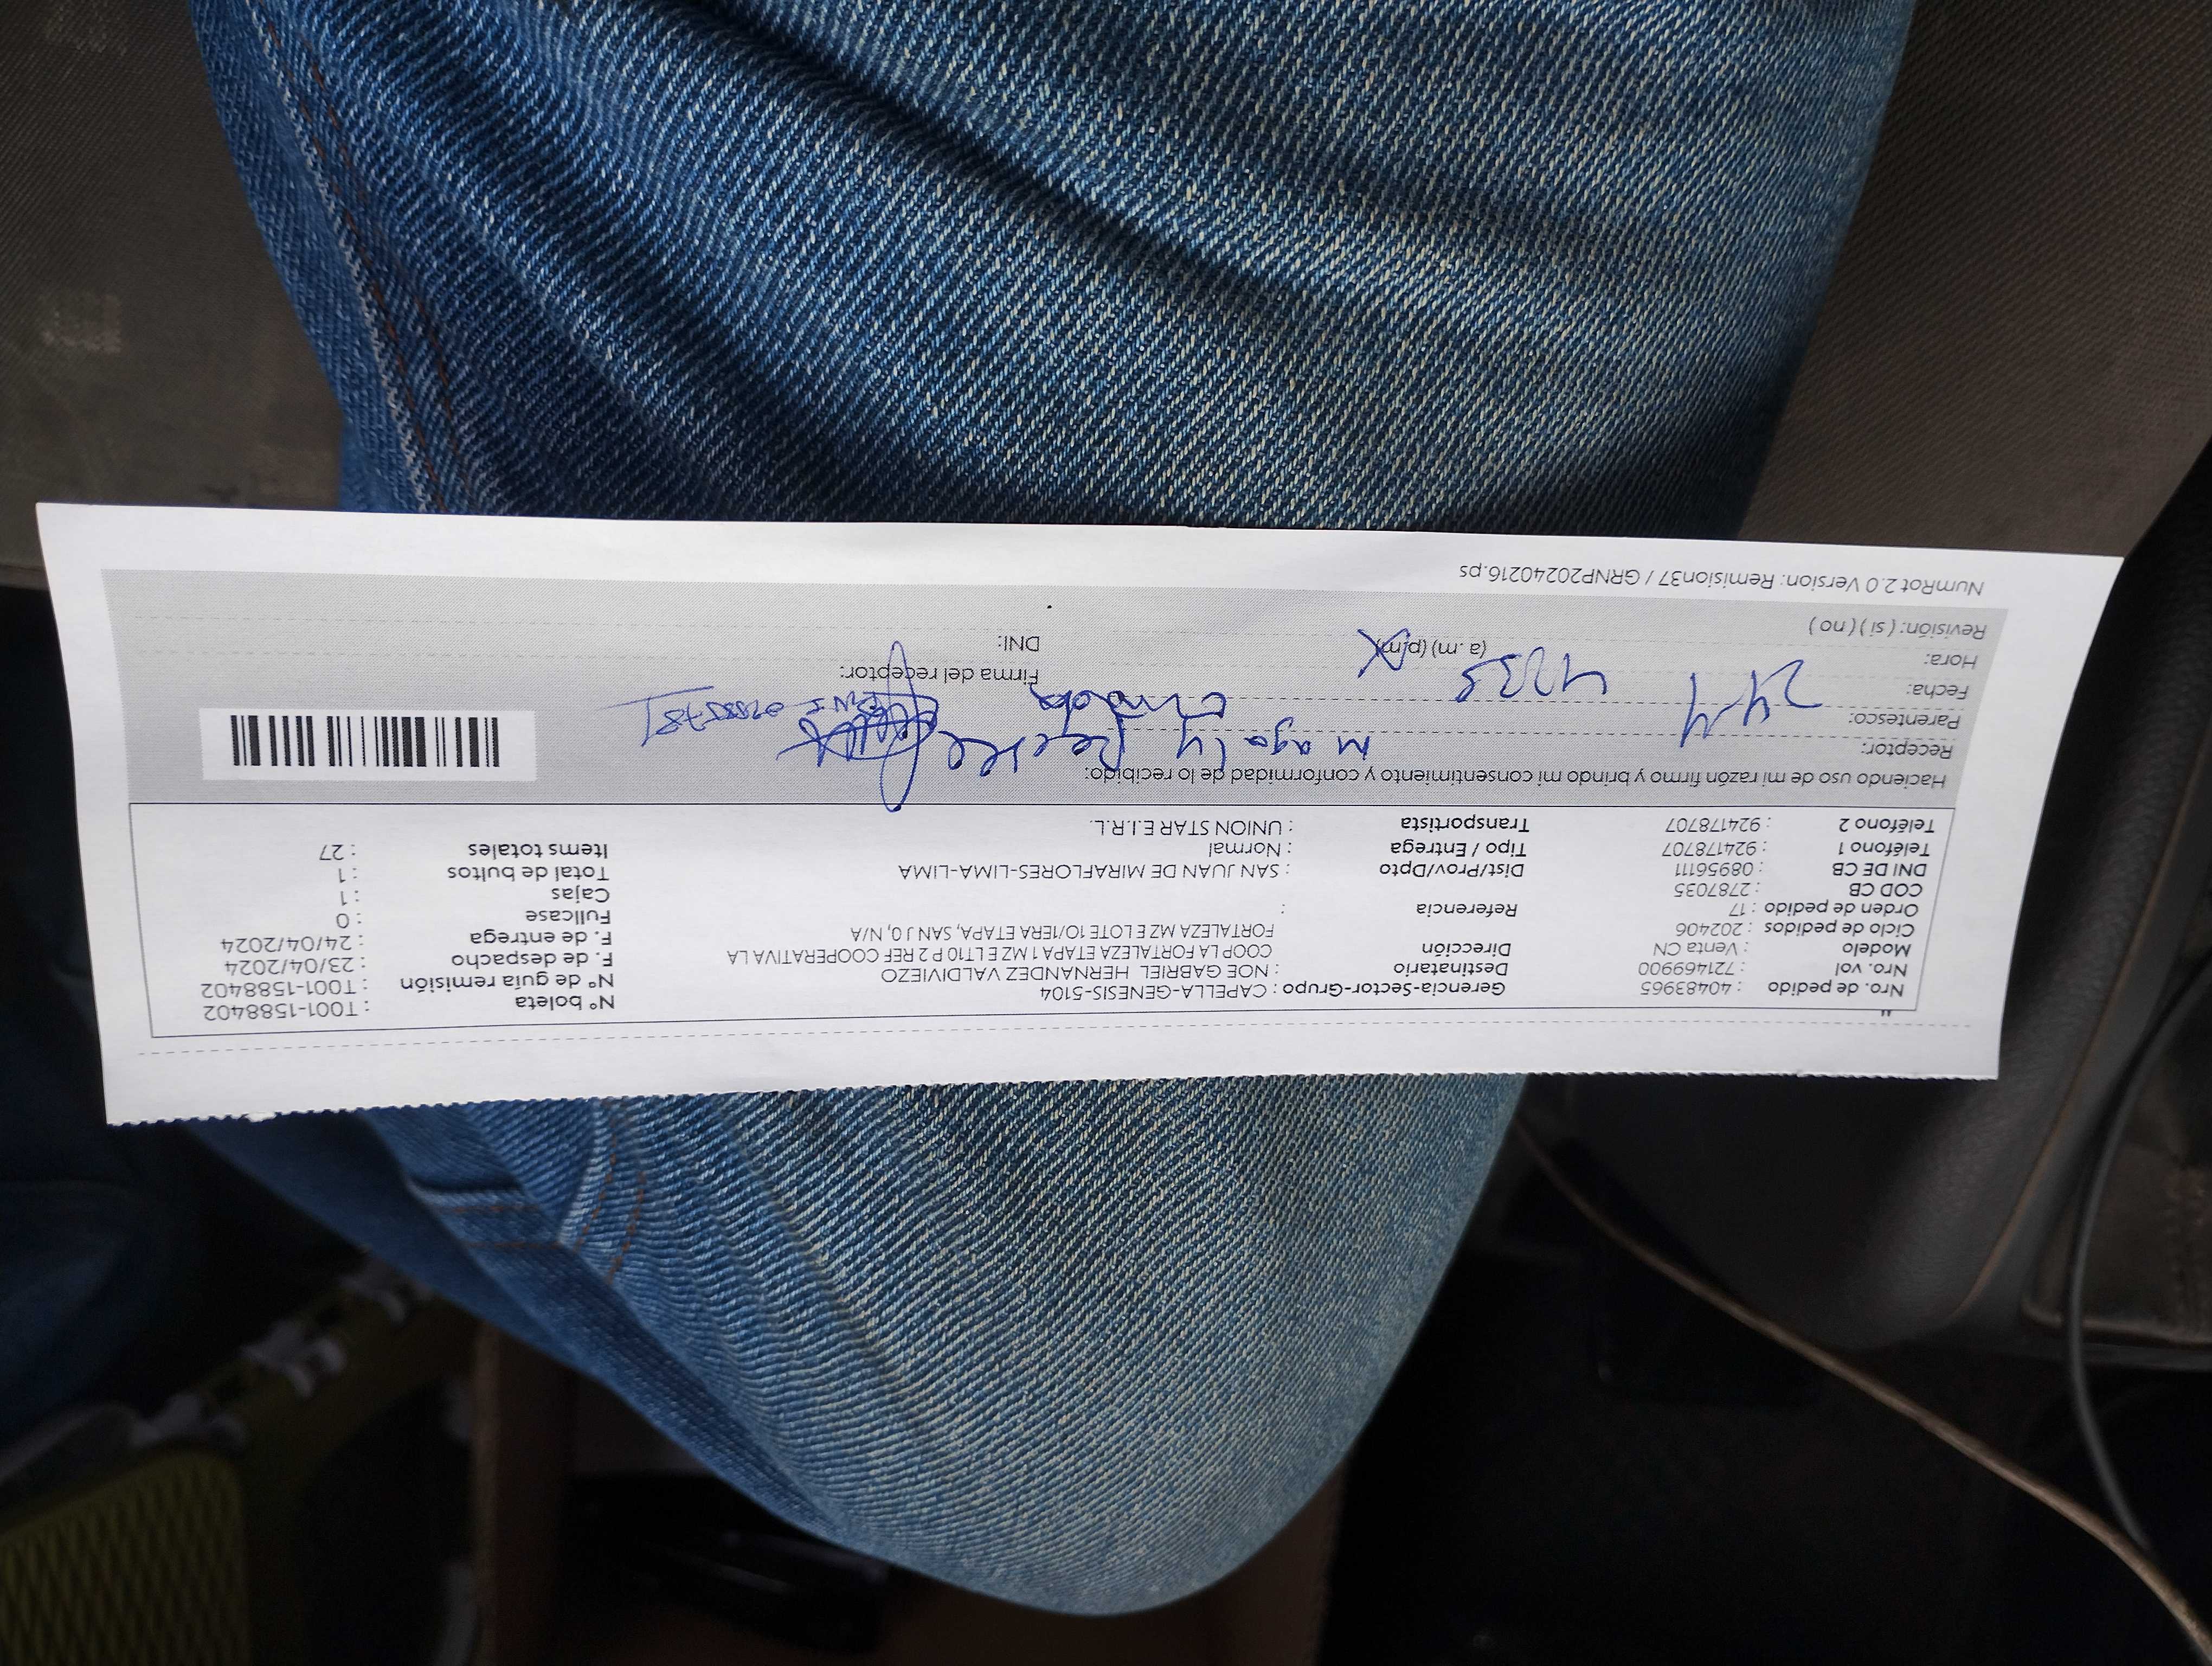 Nro. de pedido : 40483965 Gerencia-Sector-Grupo : CAPELLA-GENESIS-5104 N° boleta : T001-1588402
Nro. vol : 721469900 Destinatario : NOE GABRIEL HERNANDEZ VALDIVIEZO N° de guía remisión : T001-1588402
Modelo : Venta CN Dirección COOP LA FORTALEZA ETAPA 1 MZ E LT10 P 2 REF COOPERATIVA LA F. de despacho : 23/04/2024
Ciclo de pedidos : 202406 FORTALEZA MZ E LOTE 10/1ERA ETAPA, SAN J 0, N/A F. de entrega : 24/04/2024
Orden de pedido : 17 Referencia : Fullcase : 0
COD CB : 2787035 Cajas : 1
DNI DE CB : 08956111 Dist/Prov/Dpto : SAN JUAN DE MIRAFLORES-LIMA-LIMA Total de bultos : 1
Teléfono 1 : 924178707 Tipo / Entrega : Normal Items totales : 27
Teléfono 2 : 924178707 Transportista : UNION STAR E.I.R.L.
Haciendo uso de mi razón firmo y brindo mi consentimiento y conformidad de lo recibido:
Receptor: Magaly
Parentesco:
Fecha: 24
Hora: (a.m) (p.m) Firma del receptor:
Revisión: ( si ) ( no ) DNI:
NumRot 2.0 Version: Remision37 / GRNP20240216.ps